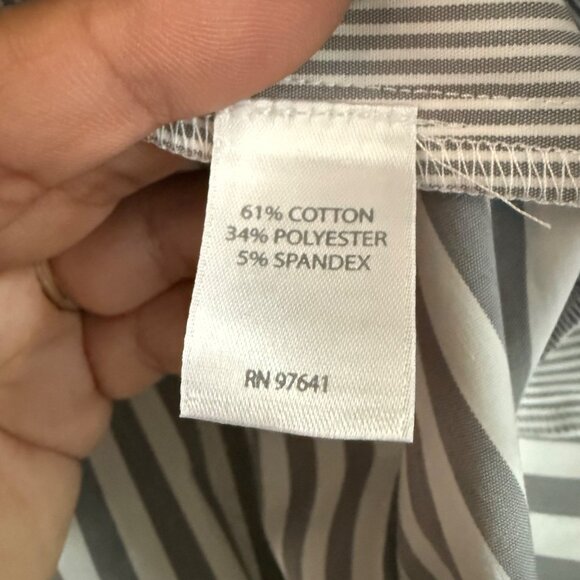 61% COTTON
34% POLYESTER
5% SPANDEX
RN 97641